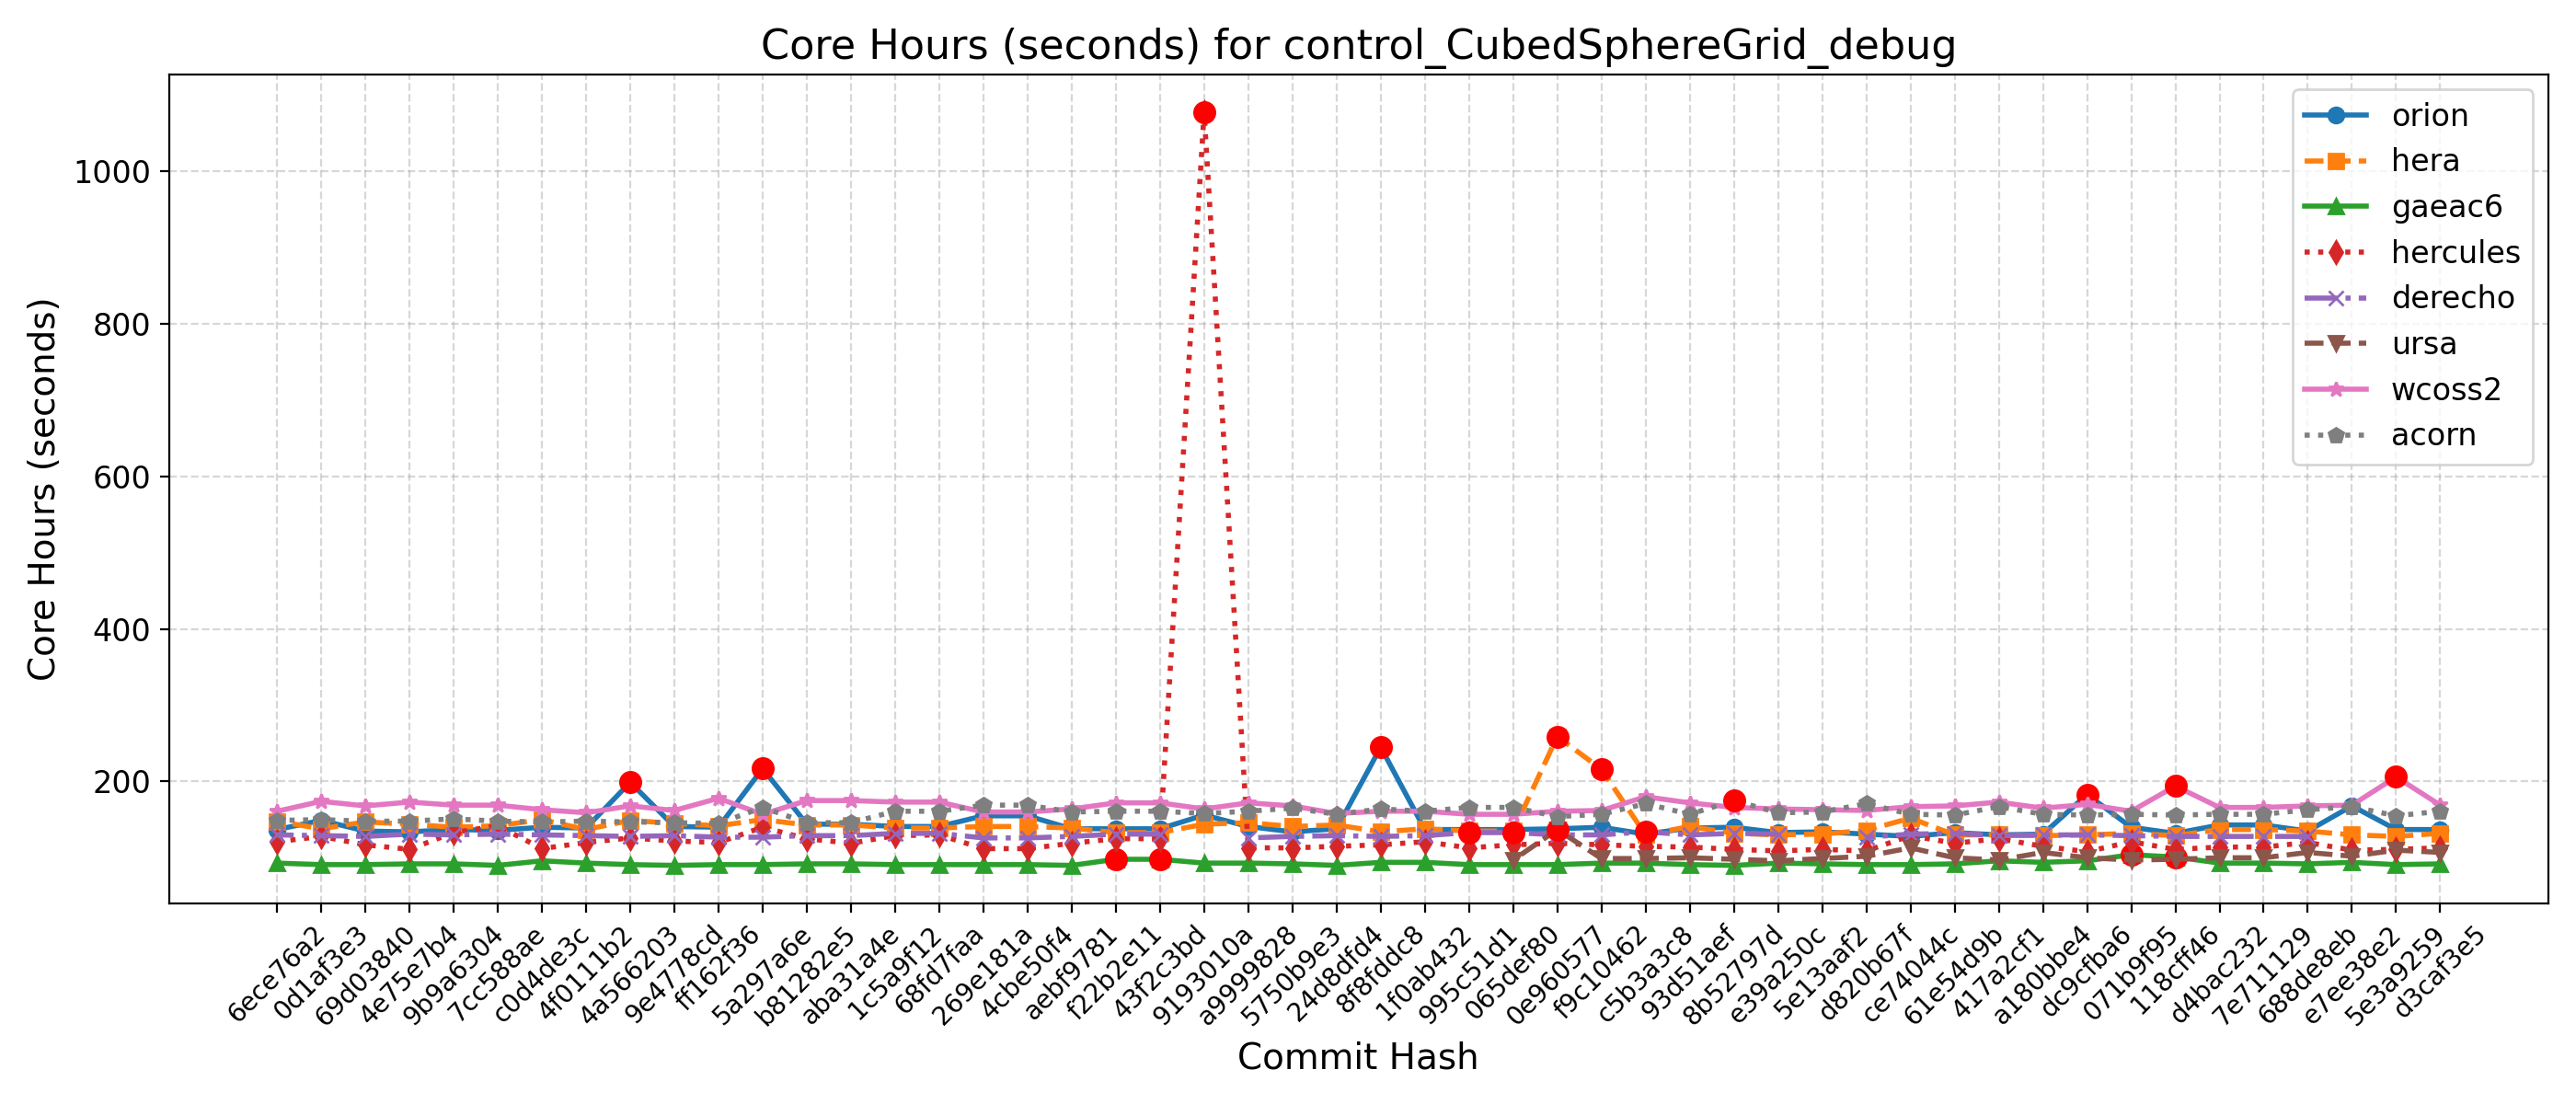 Core Hours (seconds) for control_CubedSphereGrid_debug
Core Hours (seconds)
1000
800
600
400
200
orion
hera
gaeac6
hercules
derecho
ursa
wcoss2
acorn
6ece76a2
0d1af3e3
69d03840
4e75e7b4
9b9a6304
7cc588ae
c0d4de3c
4f0111b2
4a566203
9e4778cd
ff162f36
5a297a6e
b81282e5
aba31a4e
1c5a9f12
68fd7faa
269e181a
4cbe50f4
aebf9781
f22b2e11
43f2c3bd
9193010a
a9999828
5750b9e3
24d8dfd4
8f8fddc8
1f0ab432
995c51d1
065def80
0e960577
f9c10462
c5b3a3c8
93d51aef
8b52797d
e39a250c
5e13aaf2
d820b67f
ce74044c
61e54d9b
417a2cf1
a180bbe4
dc9cfba6
071b9f95
118cff46
d4bac232
7e711129
688de8eb
e7ee38e2
5e3a9259
d3caf3e5
Commit Hash